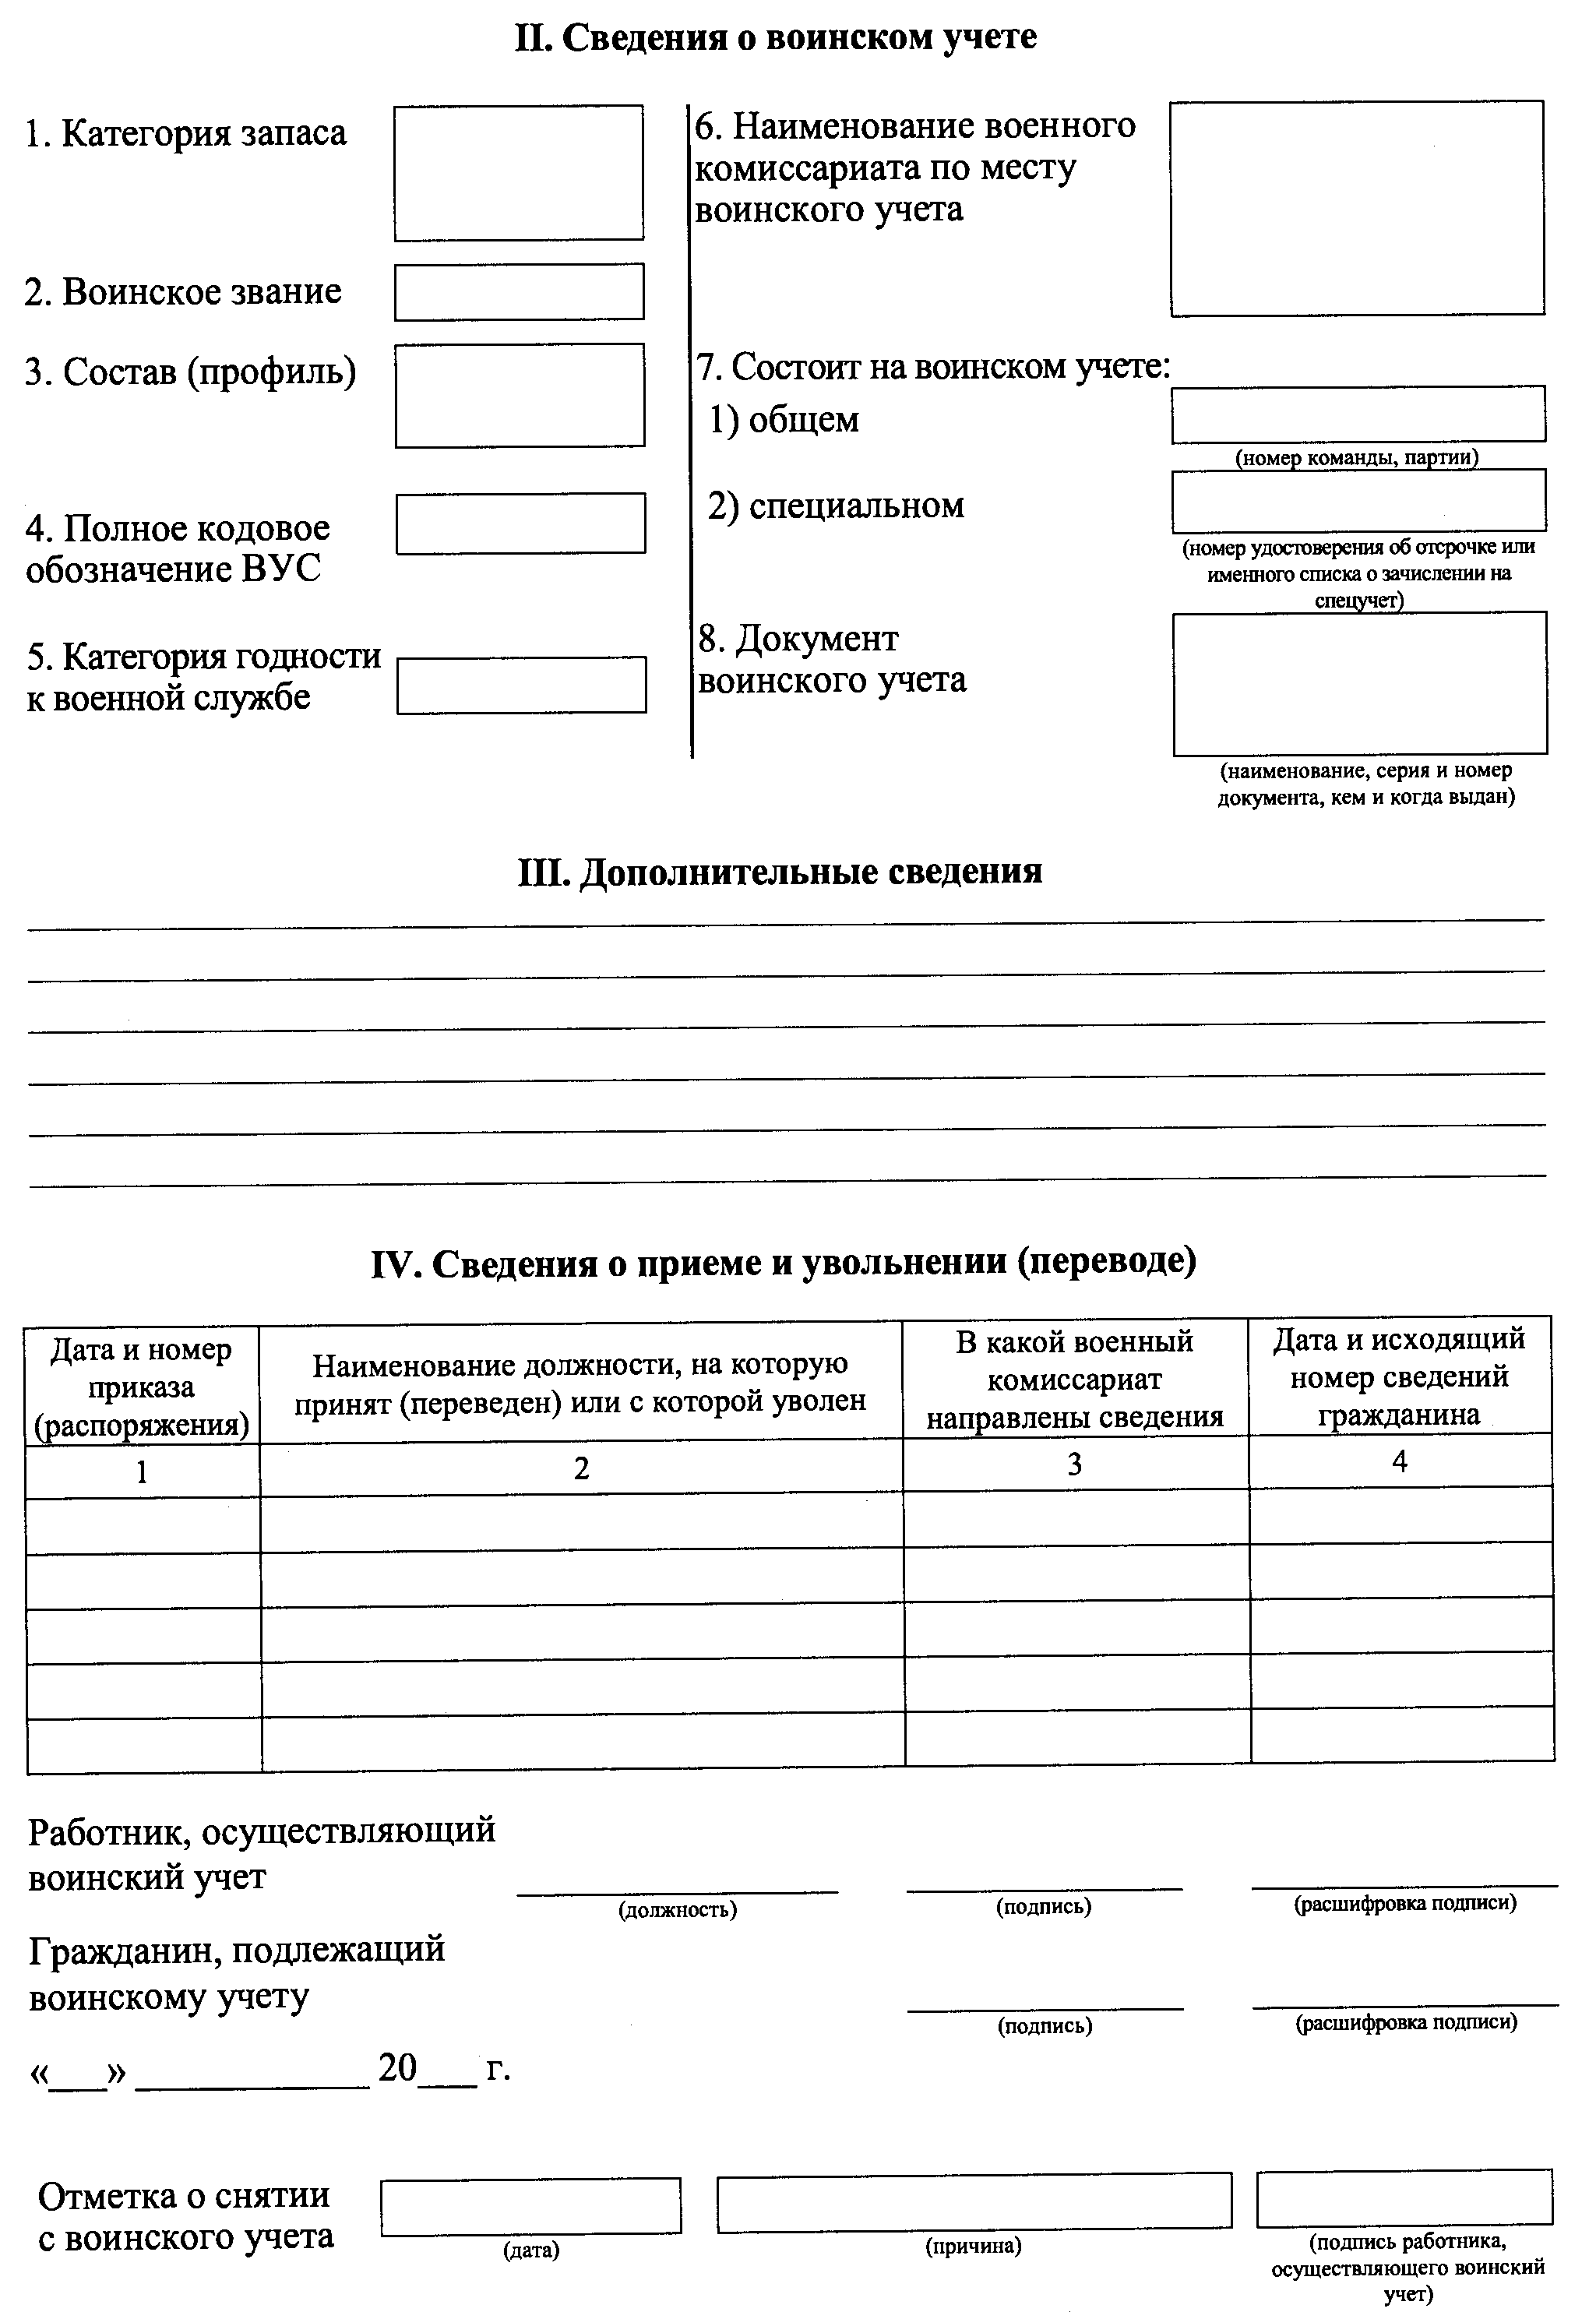 II. Сведения о воинском учете
1. Категория запаса
2. Воинское звание
3. Состав (профиль)
4. Полное кодовое
обозначение ВУС
5. Категория годности
к военной службе
6. Наименование военного
комиссариата по месту
воинского учета
7. Состоит на воинском учете:
1) общем
(номер команды, партии)
2) специальном
(номер удостоверения об отсрочке или
именного списка о зачислении на
спецучет)
8. Документ
воинского учета
(наименование, серия и номер
документа, кем и когда выдан)
III. Дополнительные сведения
IV. Сведения о приеме и увольнении (переводе)
Дата и номер
приказа
(распоряжения)
Наименование должности, на которую
принят (переведен) или с которой уволен
В какой военный
комиссариат
направлены сведения
Дата и исходящий
номер сведений
гражданина
1 2 3 4
Работник, осуществляющий
воинский учет
(должность) (подпись) (расшифровка подписи)
Гражданин, подлежащий
воинскому учету
(подпись) (расшифровка подписи)
«___» ____________ 20___ г.
Отметка о снятии
с воинского учета
(дата) (причина) (подпись работника,
осуществляющего воинский
учет)